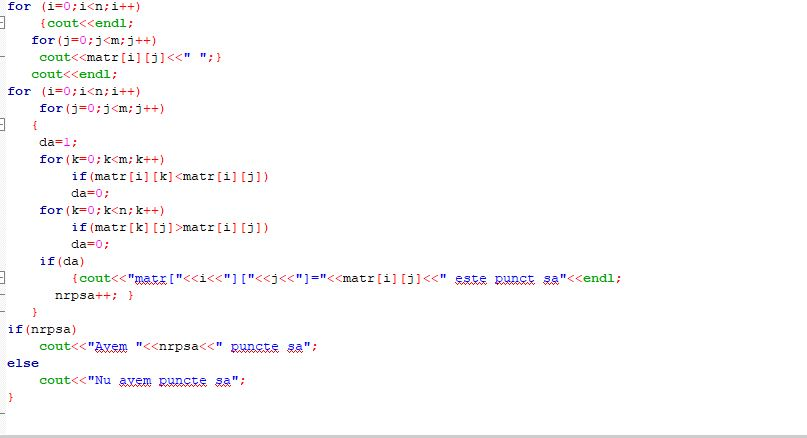 for (i=0;i<n;i++)
{cout<<endl;
for(j=0;j<m;j++)
cout<<matr[i][j]<<" ";}
cout<<endl;
for (i=0;i<n;i++)
for(j=0;j<m;j++)
{
da=1;
for(k=0;k<m;k++)
if(matr[i][k]<matr[i][j])
da=0;
for(k=0;k<n;k++)
if(matr[k][j]>matr[i][j])
da=0;
if(da)
{cout<<"matr["<<i<<"]["<<j<<"]="<<matr[i][j]<<" este punct sa"<<endl;
nrpsa++; }
}
if(nrpsa)
cout<<"Avem "<<nrpsa<<" puncte sa";
else
cout<<"Nu avem puncte sa";
}